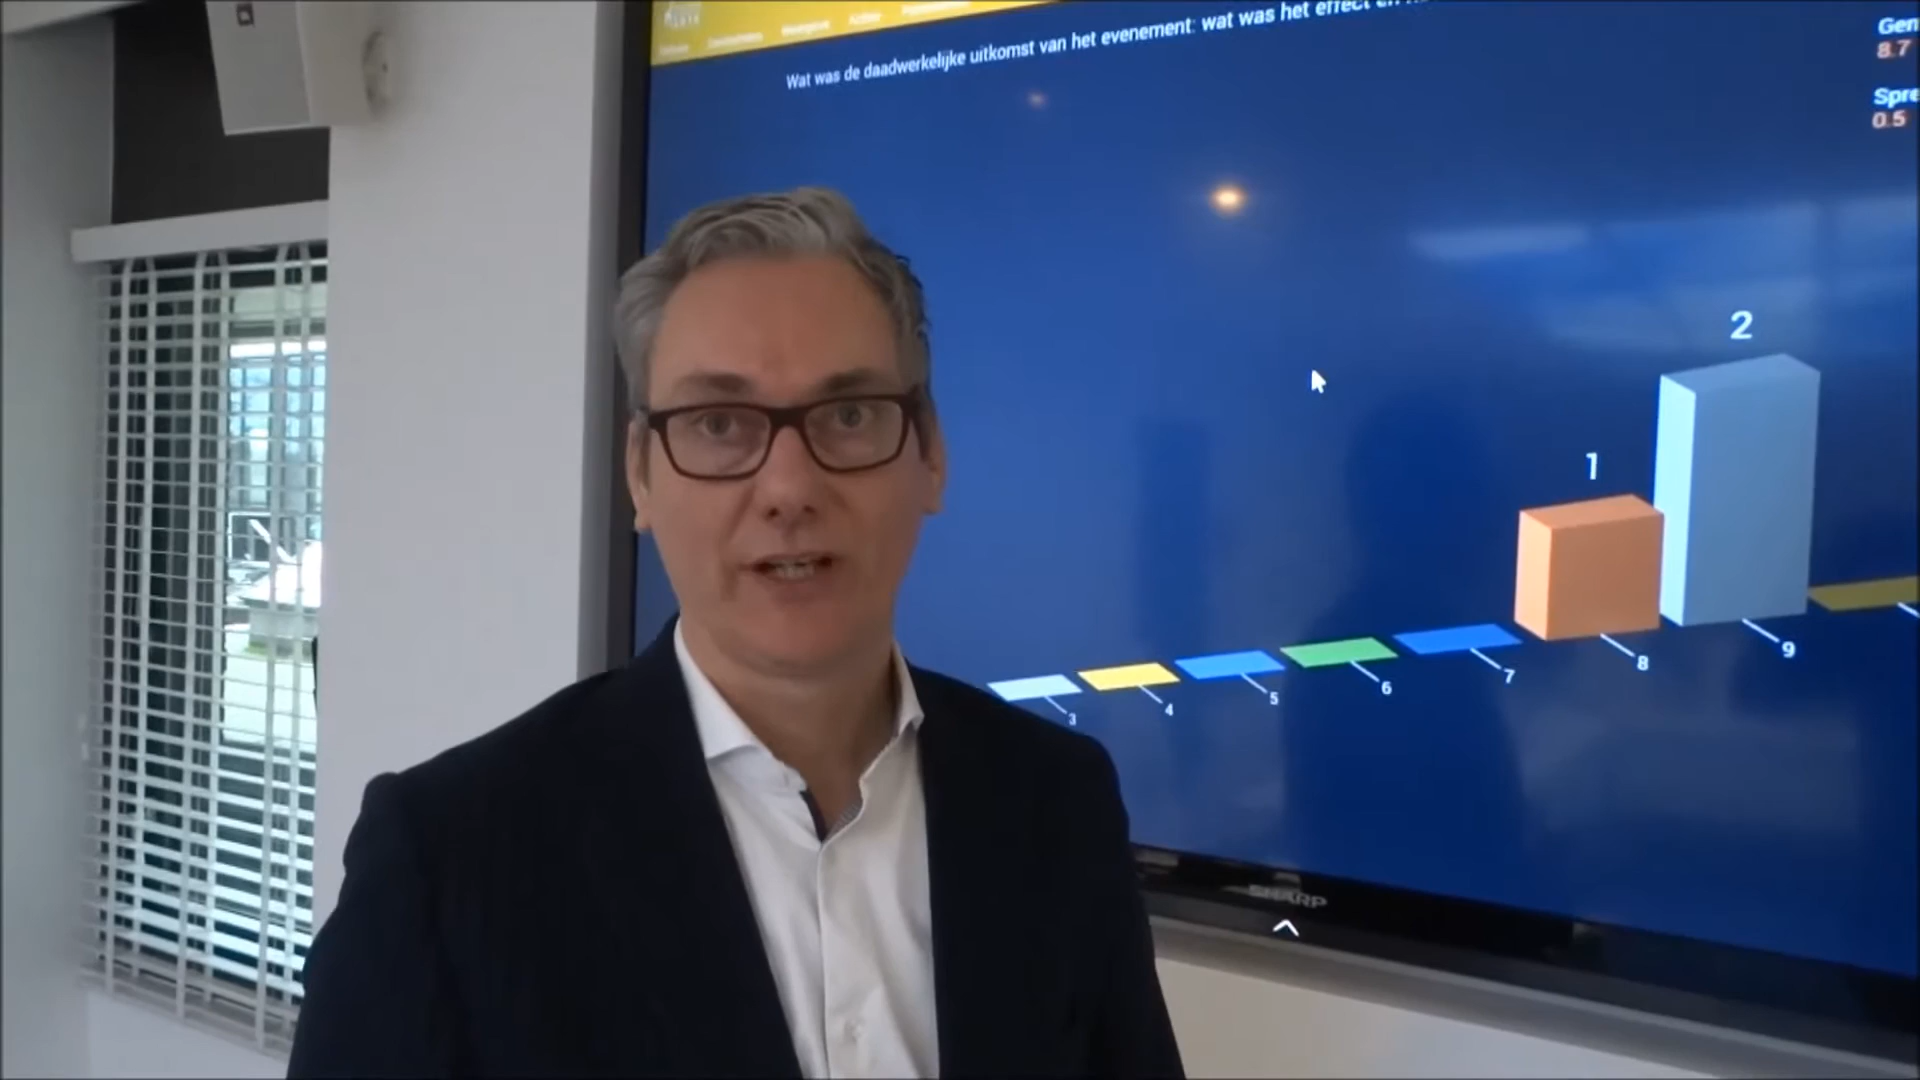 Wat was de daadwerkelijke uitkomst van het evenement: wat was het effect en
Gem
8.7
Spre
0.5
2
1
3
4
5
6
7
8
9
SHARP